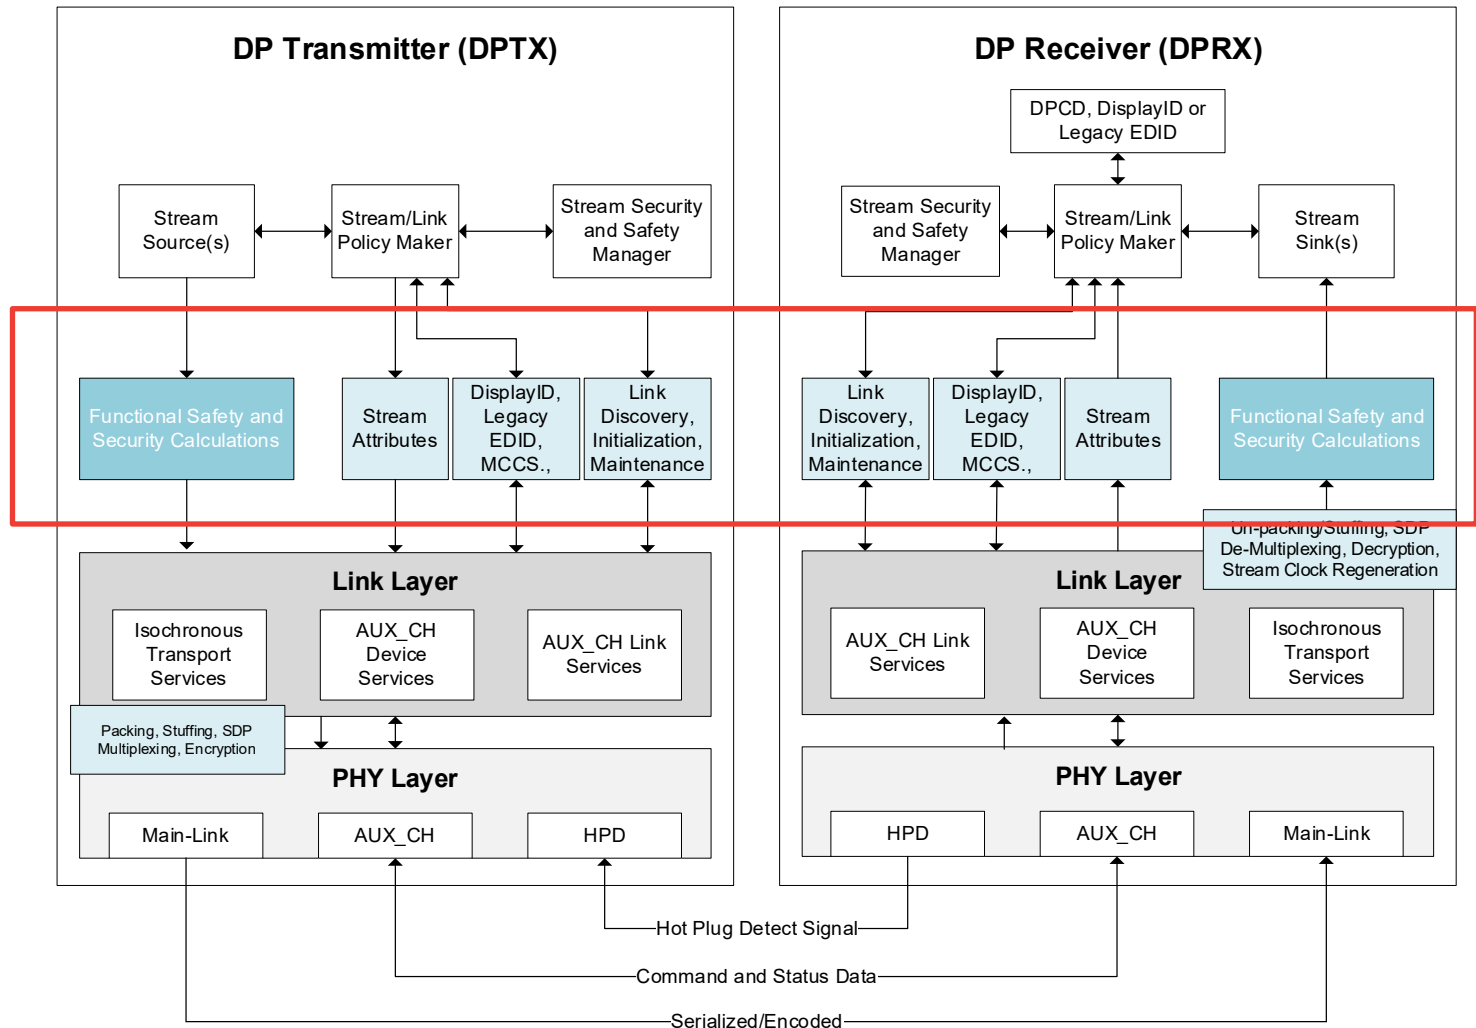 DP Transmitter (DPTX)
Stream
Source(s)
Stream/Link
Policy Maker
Stream Security
and Safety
Manager
Functional Safety and
Security Calculations
Stream
Attributes
DisplayID,
Legacy
EDID,
MCCS.,
Link
Discovery,
Initialization,
Maintenance
Link Layer
Isochronous
Transport
Services
AUX_CH
Device
Services
AUX_CH Link
Services
Packing, Stuffing, SDP
Multiplexing, Encryption
PHY Layer
Main-Link
AUX_CH
HPD
DP Receiver (DPRX)
DPCD, DisplayID or
Legacy EDID
Stream Security
and Safety
Manager
Stream/Link
Policy Maker
Stream
Sink(s)
Link
Discovery,
Initialization,
Maintenance
DisplayID,
Legacy
EDID,
MCCS.,
Stream
Attributes
Functional Safety and
Security Calculations
Un-packing/Stuffing, SDP
De-Multiplexing, Decryption,
Stream Clock Regeneration
Link Layer
AUX_CH Link
Services
AUX_CH
Device
Services
Isochronous
Transport
Services
PHY Layer
HPD
AUX_CH
Main-Link
Hot Plug Detect Signal
Command and Status Data
Serialized/Encoded